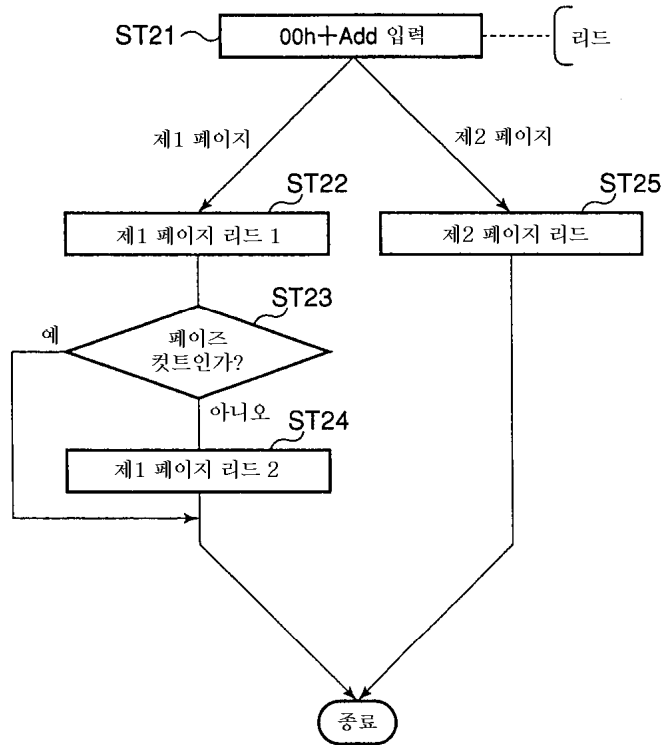 ST21
00h+Add 입력
리드
제1 페이지
제2 페이지
ST22
ST25
제1 페이지 리드 1
제2 페이지 리드
ST23
예
페이즈
컷트인가?
아니오
ST24
제1 페이지 리드 2
종료